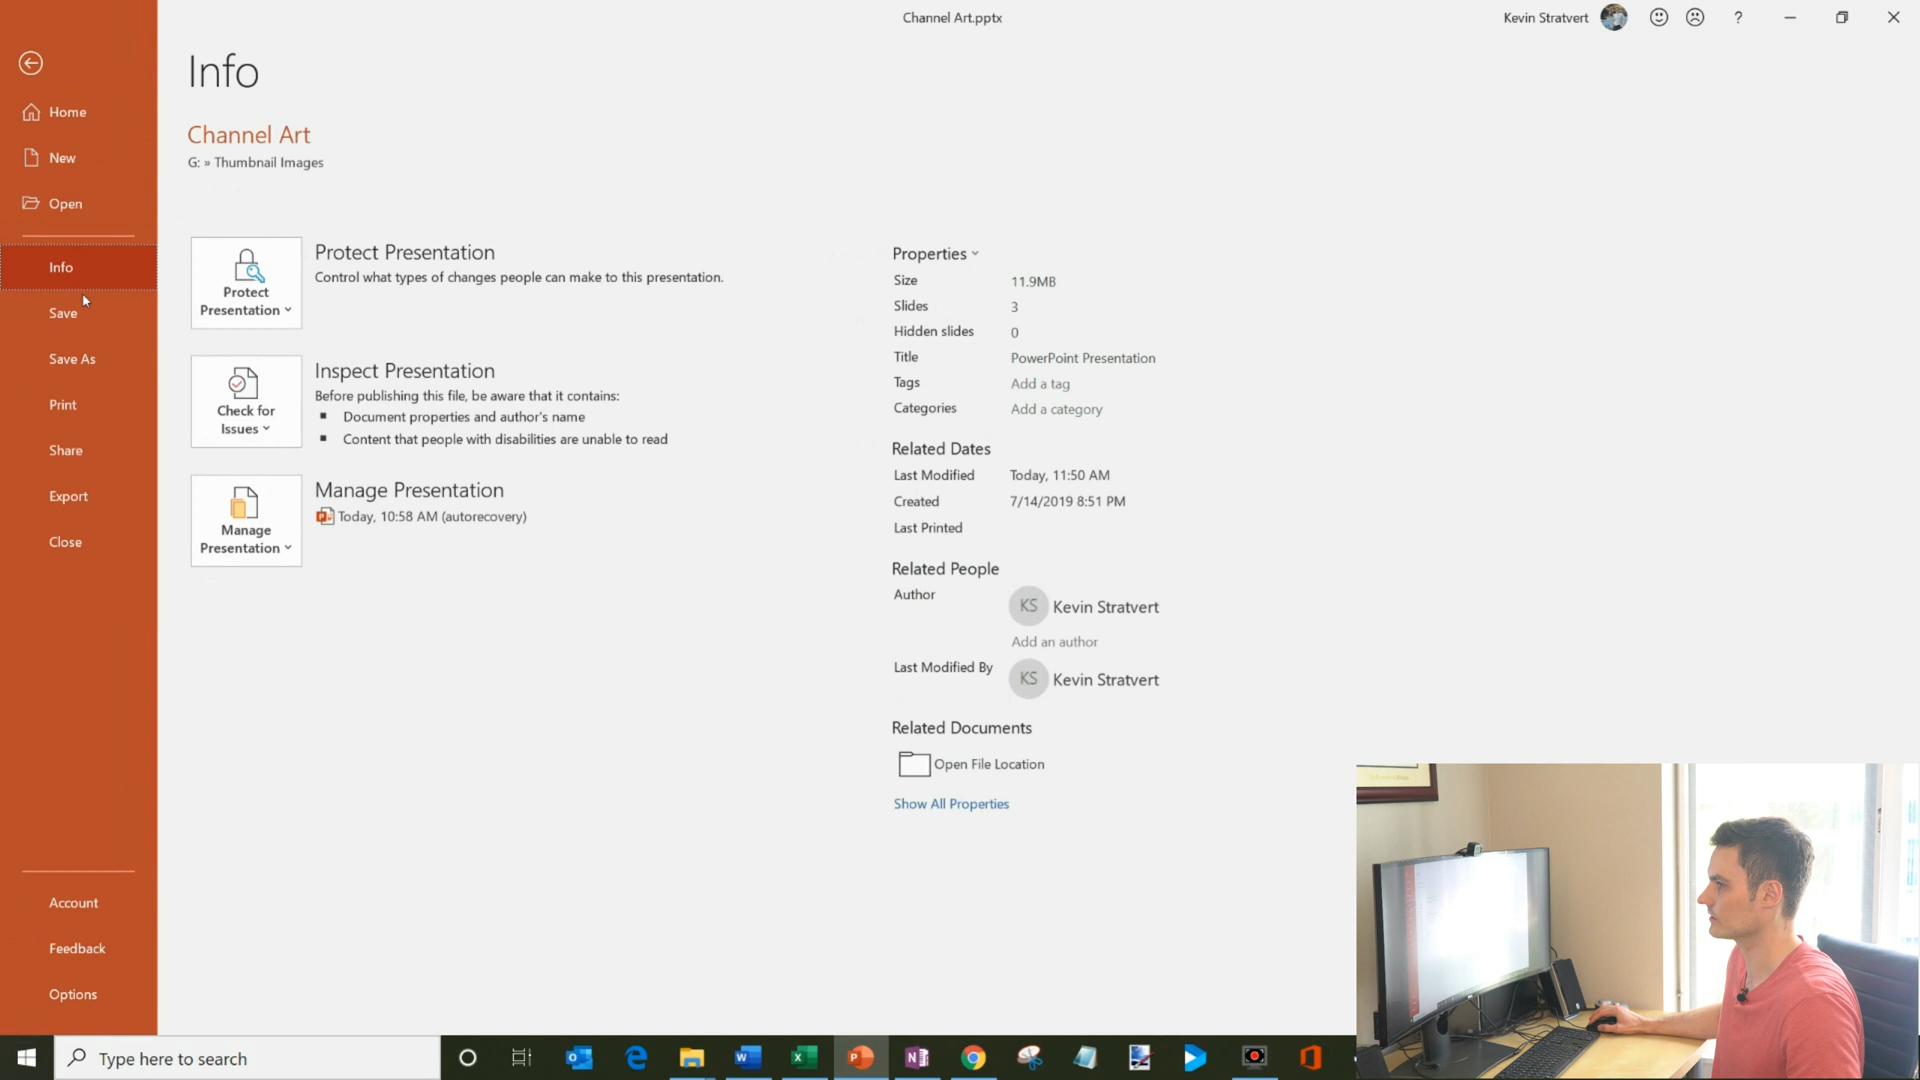 Channel Art.pptx
Kevin Stratvert
?
Info
Home
Channel Art
G: » Thumbnail Images
New
Open
Info
Save
Save As
Print
Share
Export
Close
Account
Feedback
Options
Protect
Presentation
Protect Presentation
Control what types of changes people can make to this presentation.
Check for
Issues
Inspect Presentation
Before publishing this file, be aware that it contains:
Document properties and author's name
Content that people with disabilities are unable to read
Manage
Presentation
Manage Presentation
Today, 10:58 AM (autorecovery)
Properties
Size 11.9MB
Slides 3
Hidden slides 0
Title PowerPoint Presentation
Tags Add a tag
Categories Add a category
Related Dates
Last Modified Today, 11:50 AM
Created 7/14/2019 8:51 PM
Last Printed
Related People
Author KS Kevin Stratvert
Add an author
Last Modified By KS Kevin Stratvert
Related Documents
Open File Location
Show All Properties
Type here to search